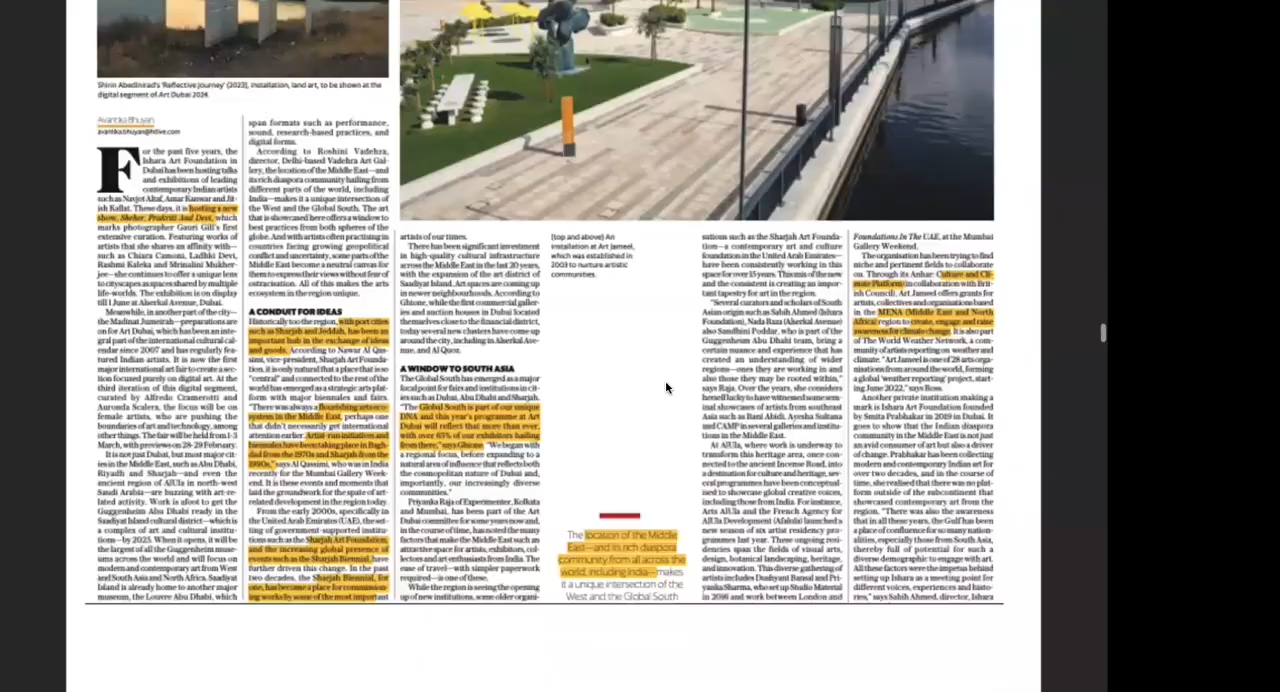 Shirin Abedinirad's 'Reflective Journey' (2023), installation, land art, to be shown at the
digital segment of Art Dubai 2024.
Avantika Bhuyan
avantika.bhuyan@htlive.com
For the past five years, the
Ishara Art Foundation in
Dubai has been hosting talks
and exhibitions of leading
contemporary Indian artists
such as Navjot Altaf, Amar Kanwar and Jit-
ish Kallat. These days, it is hosting a new
show, Sheher, Prakriti And Devi, which
marks photographer Gauri Gill's first
extensive curation. Featuring works of
artists that she shares an affinity with—
such as Chiara Camoni, Ladhki Devi,
Rashmi Kaleka and Mrinalini Mukher-
jee—she continues to offer a unique lens
to cityscapes as spaces shared by multiple
life-worlds. The exhibition is on display
till 1 June at Alserkal Avenue, Dubai.
Meanwhile, in another part of the city—
the Madinat Jumeirah—preparations are
on for Art Dubai, which has been an inte-
gral part of the international cultural cal-
endar since 2007 and has regularly fea-
tured Indian artists. It is now the first
major international art fair to create a sec-
tion focused purely on digital art. At the
third iteration of this digital segment,
curated by Alfredo Cramerotti and
Auronda Scalera, the focus will be on
female artists, who are pushing the
boundaries of art and technology, among
other things. The fair will be held from 1-3
March, with previews on 28-29 February.
It is not just Dubai, but most major cit-
ies in the Middle East, such as Abu Dhabi,
Riyadh and Sharjah—and even the
ancient region of AlUla in north-west
Saudi Arabia—are buzzing with art-re-
lated activity. Work is afoot to get the
Guggenheim Abu Dhabi ready in the
Saadiyat Island cultural district—which is
a complex of art and cultural institu-
tions—by 2025. When it opens, it will be
the largest of all the Guggenheim muse-
ums across the world and will focus on
modern and contemporary art from West
and South Asia and North Africa. Saadiyat
Island is already home to another major
museum, the Louvre Abu Dhabi, which
span formats such as performance,
sound, research-based practices, and
digital forms.
According to Roshini Vadehra,
director, Delhi-based Vadehra Art Gal-
lery, the location of the Middle East—and
its rich diaspora community hailing from
different parts of the world, including
India—makes it a unique intersection of
the West and the Global South. The art
that is showcased here offers a window to
best practices from both spheres of the
globe. And with artists often practising in
countries facing growing geopolitical
conflict and uncertainty, some parts of the
Middle East become a neutral canvas for
them to express their views without fear of
ostracisation. All of this makes the arts
ecosystem in the region unique.
A CONDUIT FOR IDEAS
Historically too the region, with port cities
such as Sharjah and Jeddah, has been an
important hub in the exchange of ideas
and goods. According to Nawar Al Qas-
simi, vice-president, Sharjah Art Founda-
tion, it is only natural that a place that is so
"central" and connected to the rest of the
world has emerged as a strategic arts plat-
form with major biennales and fairs.
"There was always a flourishing arts eco-
system in the Middle East, perhaps one
that didn't necessarily get international
attention earlier. Artist-run initiatives and
biennales have been taking place in Bagh-
dad from the 1970s and Sharjah from the
1990s," says Al Qassimi, who was in India
recently for the Mumbai Gallery Week-
end. It is these events and moments that
laid the groundwork for the spate of art-
related development in the region today.
From the early 2000s, specifically in
the United Arab Emirates (UAE), the set-
ting of government-supported institu-
tions such as the Sharjah Art Foundation,
and the increasing global presence of
events such as the Sharjah Biennial, have
further driven this change. In the past
two decades, the Sharjah Biennial, for
one, has become a place for commission-
ing works by some of the most important
artists of our times.
There has been significant investment
in high-quality cultural infrastructure
across the Middle East in the last 20 years,
with the expansion of the art district of
Saadiyat Island. Art spaces are coming up
in newer neighbourhoods. According to
Ghione, while the first commercial galler-
ies and auction houses in Dubai located
themselves close to the financial district,
today several new clusters have come up
around the city, including in Alserkal Ave-
nue, and Al Quoz.
A WINDOW TO SOUTH ASIA
The Global South has emerged as a major
focal point for fairs and institutions in cit-
ies such as Dubai, Abu Dhabi and Sharjah.
"The Global South is part of our unique
DNA and this year's programme at Art
Dubai will reflect that more than ever,
with over 65% of our exhibitors hailing
from there," says Ghione. "We began with
a regional focus, before expanding to a
natural area of influence that reflects both
the cosmopolitan nature of Dubai and,
importantly, our increasingly diverse
communities."
Priyanka Raja of Experimenter, Kolkata
and Mumbai, has been part of the Art
Dubai committee for some years now and,
in the course of time, has noted the many
factors that make the Middle East such an
attractive space for artists, exhibitors, col-
lectors and art enthusiasts from India. The
ease of travel—with simpler paperwork
required—is one of these.
While the region is seeing the opening
up of new institutions, some older organi-
(top and above) An
installation at Art Jameel,
which was established in
2003 to nurture artistic
communities.
The location of the Middle
East—and its rich diaspora
community from all across the
world, including India—makes
it a unique intersection of the
West and the Global South
sations such as the Sharjah Art Founda-
tion—a contemporary art and culture
foundation in the United Arab Emirates—
have been consistently working in this
space for over 15 years. This mix of the new
and the consistent is creating an impor-
tant tapestry for art in the region.
"Several curators and scholars of South
Asian origin such as Sabih Ahmed (Ishara
Foundation), Nada Raza (Alserkal Avenue)
also Sandhini Poddar, who is part of the
Guggenheim Abu Dhabi team, bring a
certain nuance and experience that has
created an understanding of wider
regions—ones they are working in and
also those they may be rooted within,"
says Raja. Over the years, she considers
herself lucky to have witnessed some sem-
inal showcases of artists from southeast
Asia such as Bani Abidi, Ayesha Sultana
and CAMP in several galleries and institu-
tions in the Middle East.
At AlUla, where work is underway to
transform this heritage area, once con-
nected to the ancient Incense Road, into
a destination for culture and heritage, sev-
eral programmes have been conceptual-
ised to showcase global creative voices,
including those from India. For instance,
Arts AlUla and the French Agency for
AlUla Development (Afalula) launched a
new season of six artist residency pro-
grammes last year. These ongoing resi-
dencies span the fields of visual arts,
design, botanical landscaping, heritage,
and innovation. This diverse gathering of
artists includes Dushyant Bansal and Pri-
yanka Sharma, who set up Studio Material
in 2016 and work between London and
Foundations In The UAE, at the Mumbai
Gallery Weekend.
The organisation has been trying to find
niche and pertinent fields to collaborate
on. Through its Anhar: Culture and Cli-
mate Platform in collaboration with Brit-
ish Council, Art Jameel offers grants for
artists, collectives and organisations based
in the MENA (Middle East and North
Africa) region to create, engage and raise
awareness for climate change. It is also part
of The World Weather Network, a com-
munity of artists reporting on weather and
climate. "Art Jameel is one of 28 arts orga-
nisations from around the world, forming
a global 'weather reporting' project, start-
ing June 2022," says Boss.
Another private institution making a
mark is Ishara Art Foundation founded
by Smita Prabhakar in 2019 in Dubai. It
goes to show that the Indian diaspora
community in the Middle East is not just
an avid consumer of art but also a driver
of change. Prabhakar has been collecting
modern and contemporary Indian art for
over two decades, and in the course of
time, she realised that there was no plat-
form outside of the subcontinent that
showcased contemporary art from the
region. "There was also the awareness
that in all these years, the Gulf has been
a place of confluence for so many nation-
alities, especially those from South Asia,
thereby full of potential for such a
diverse demographic to engage with art.
All these factors were the impetus behind
setting up Ishara as a meeting point for
different voices, experiences and histo-
ries," says Sabih Ahmed, director, Ishara